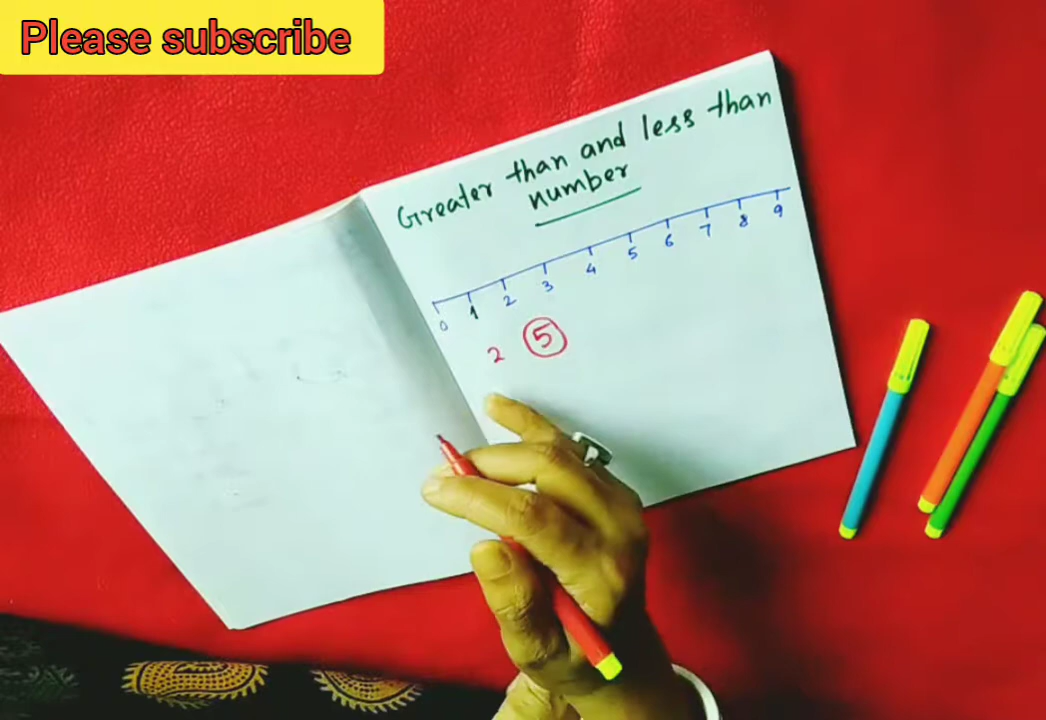 Please subscribe
Greater than and less than
number
0 1 2 3 4 5 6 7 8 9
2 5